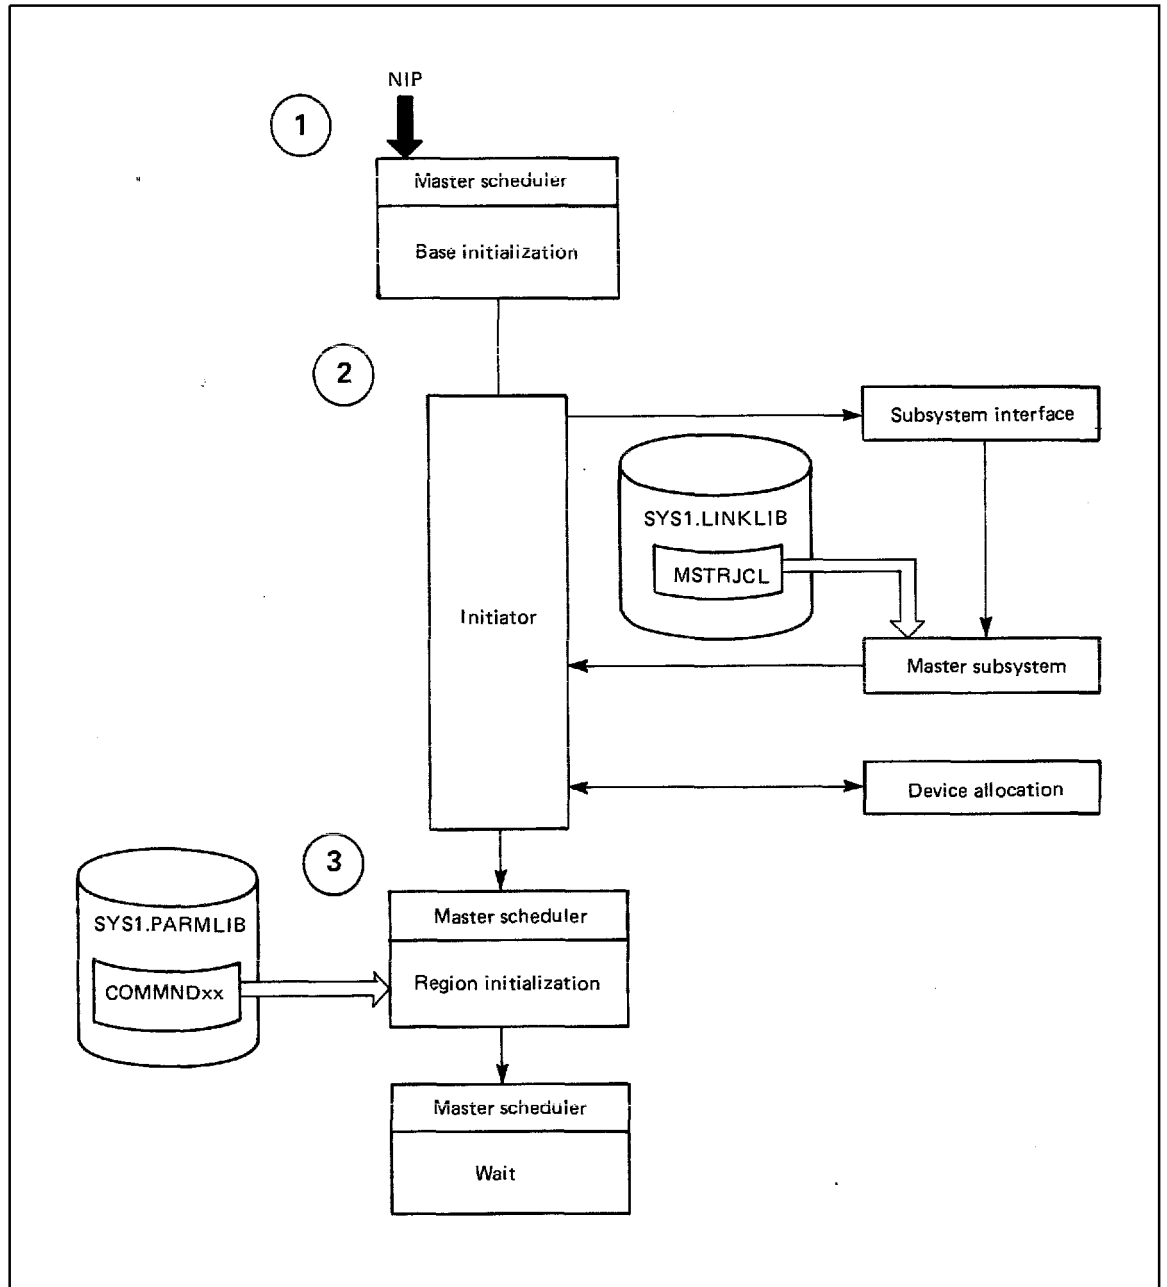 NIP
1
Master scheduler
Base initialization
2
Subsystem interface
SYS1.LINKLIB
MSTRJCL
Initiator
Master subsystem
Device allocation
3
Master scheduler
SYS1.PARMLIB
Region initialization
COMMNDxx
Master scheduler
Wait